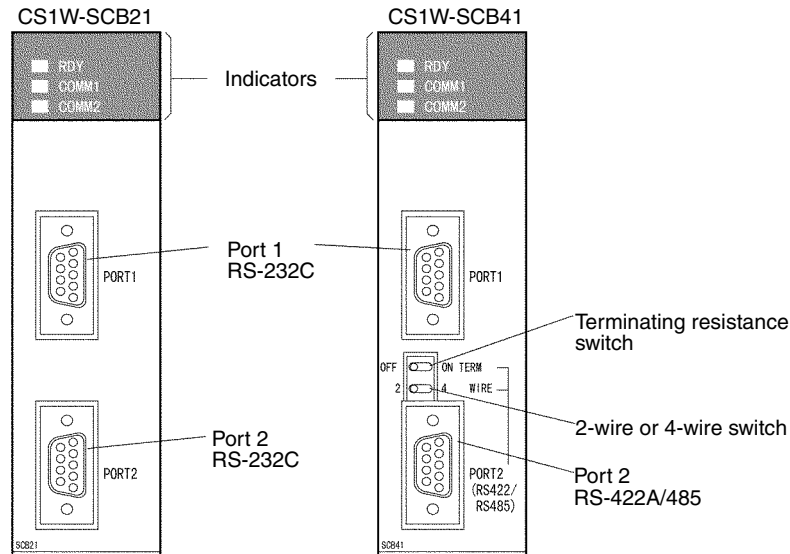 CS1W-SCB21
CS1W-SCB41
RDY
COMM1
COMM2
Indicators
RDY
COMM1
COMM2
Port 1
RS-232C
PORT1
PORT1
Terminating resistance
switch
OFF ON TERM
2 4 WIRE
2-wire or 4-wire switch
Port 2
RS-232C
PORT2
PORT2
(RS422/
RS485)
Port 2
RS-422A/485
SCB21
SCB41